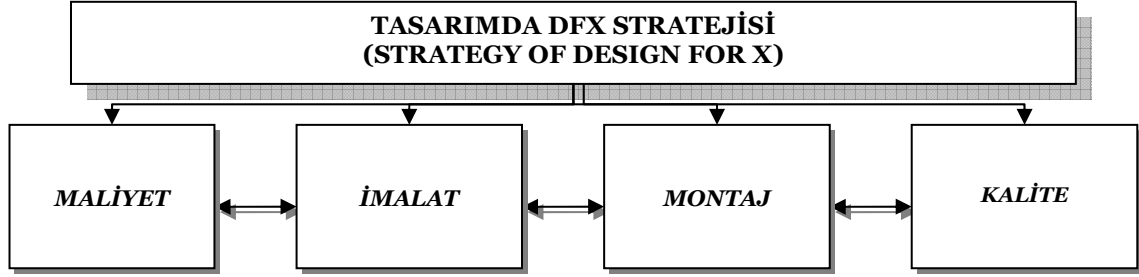 TASARIMDA DFX STRATEJİSİ
(STRATEGY OF DESIGN FOR X)
MALİYET
İMALAT
MONTAJ
KALİTE